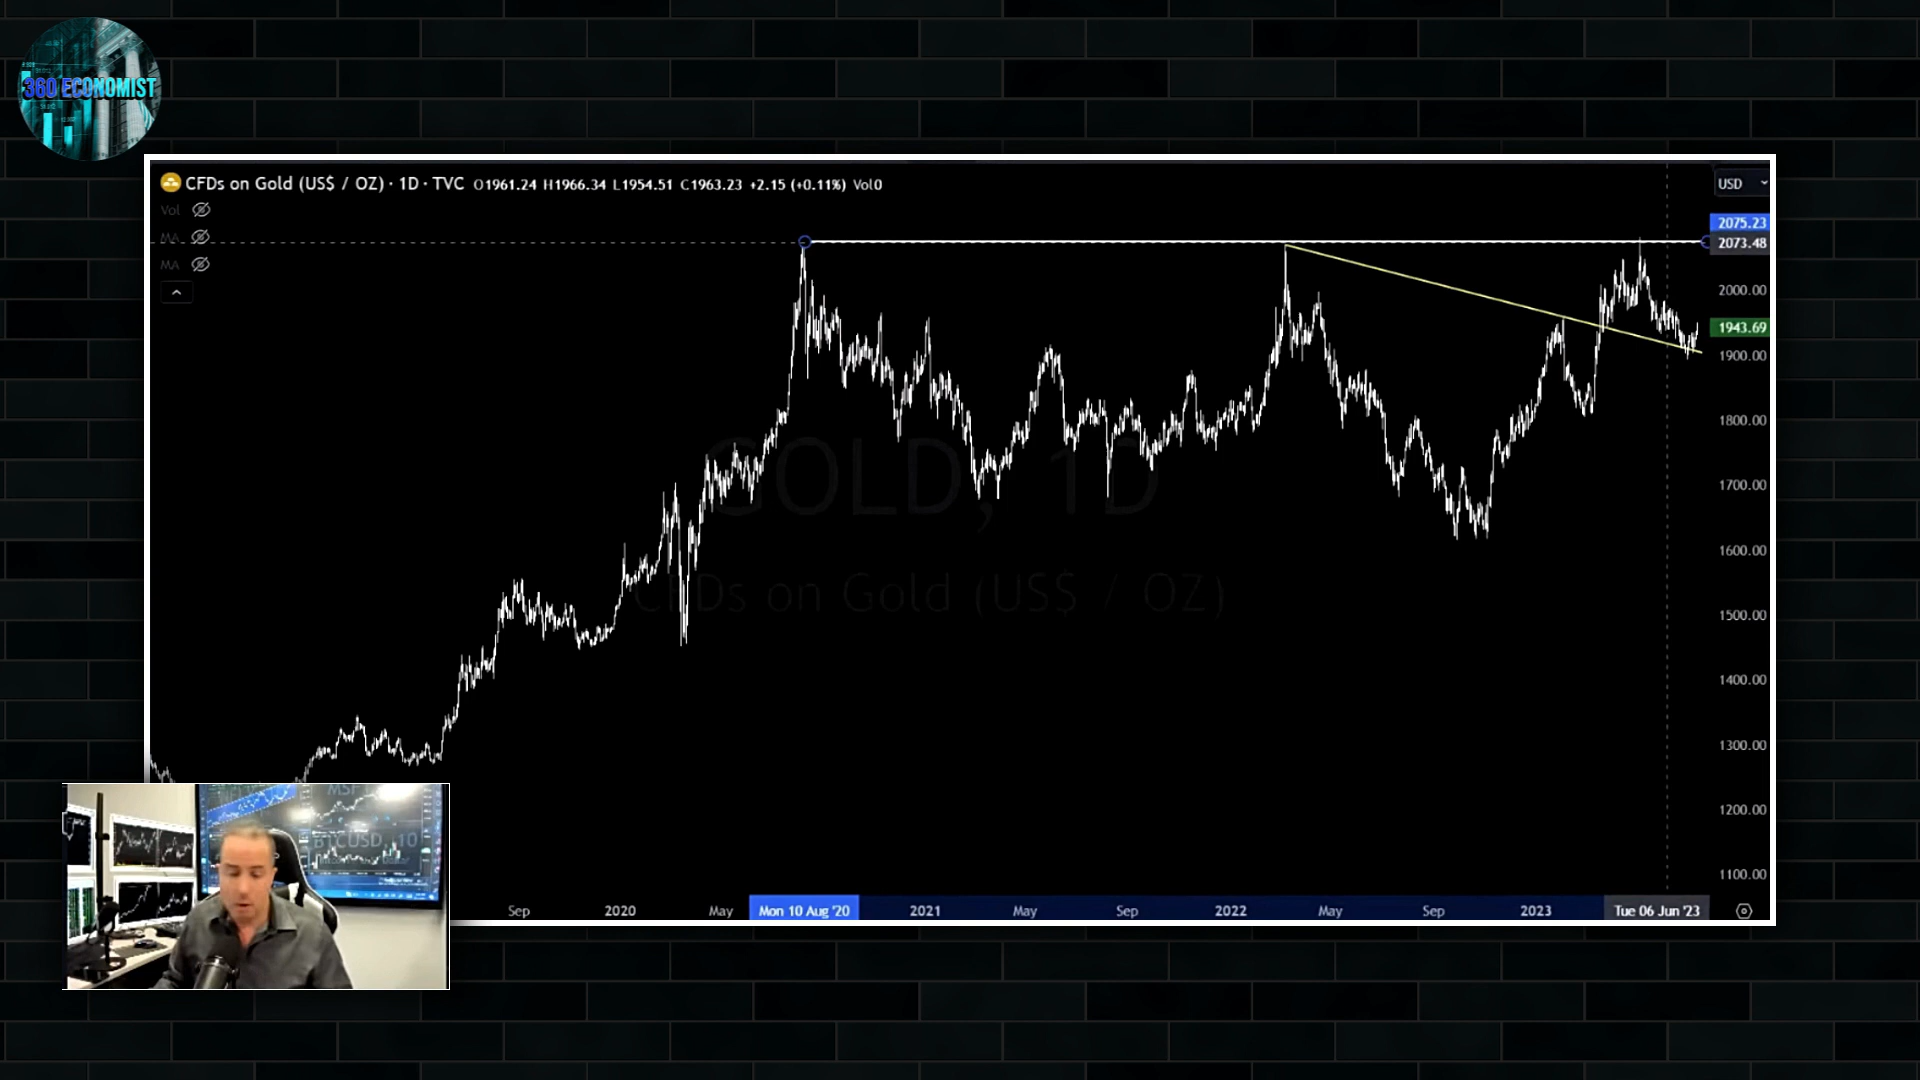 360 ECONOMIST
CFDs on Gold (US$ / OZ) · 1D · TVC O1961.24 H1966.34 L1954.51 C1963.23 +2.15 (+0.11%) Vol0
USD
Vol
MA
MA
2075.23
2073.48
2000.00
1943.69
1900.00
1800.00
1700.00
1600.00
1500.00
1400.00
1300.00
1200.00
1100.00
GOLD, 1D
CFDs on Gold (US$ / OZ)
BTCUSD, 1D
Sep 2020 May Mon 10 Aug '20 2021 May Sep 2022 May Sep 2023 Tue 06 Jun '23